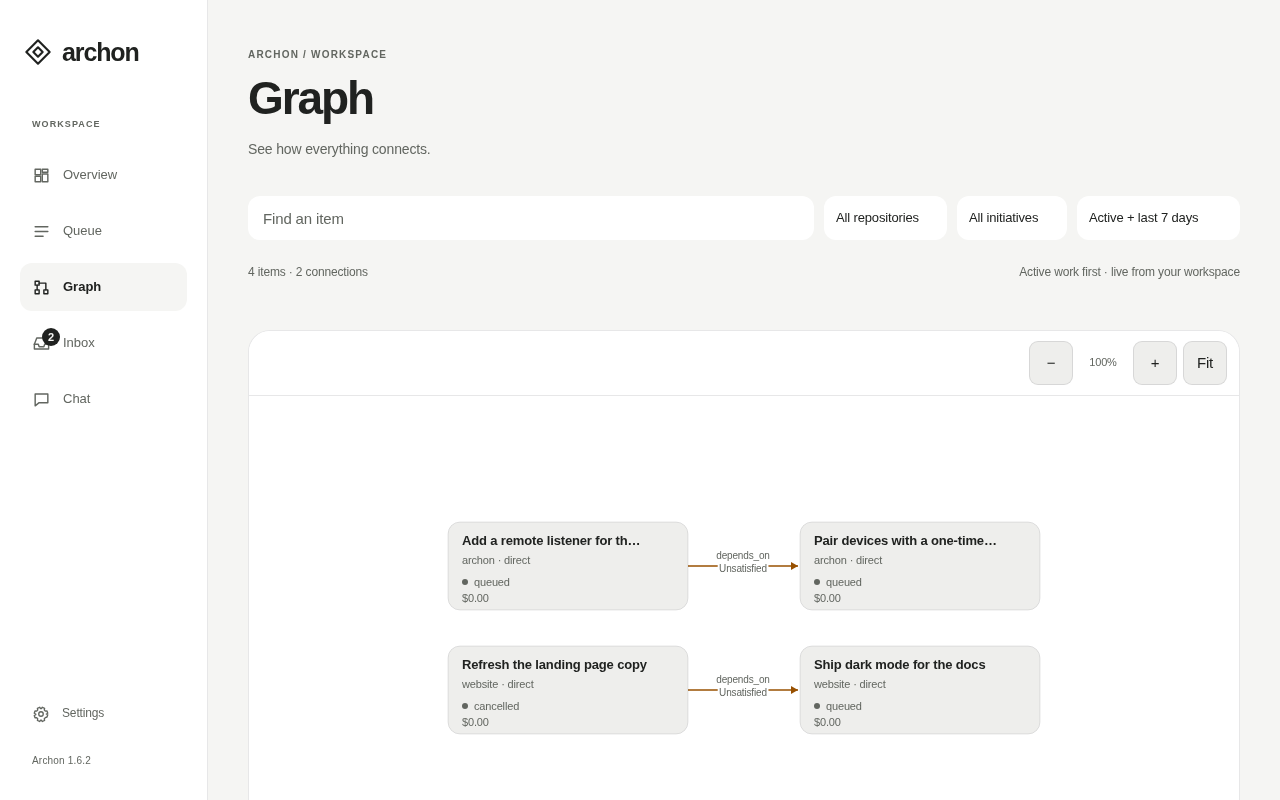 archon
WORKSPACE
Overview
Queue
Graph
2
Inbox
Chat
Settings
Archon 1.6.2
ARCHON / WORKSPACE
Graph
See how everything connects.
Find an item
All repositories
All initiatives
Active + last 7 days
4 items · 2 connections
Active work first · live from your workspace
−
100%
+
Fit
Add a remote listener for th…
archon · direct
queued
$0.00
depends_on
Unsatisfied
Pair devices with a one-time…
archon · direct
queued
$0.00
Refresh the landing page copy
website · direct
cancelled
$0.00
depends_on
Unsatisfied
Ship dark mode for the docs
website · direct
queued
$0.00